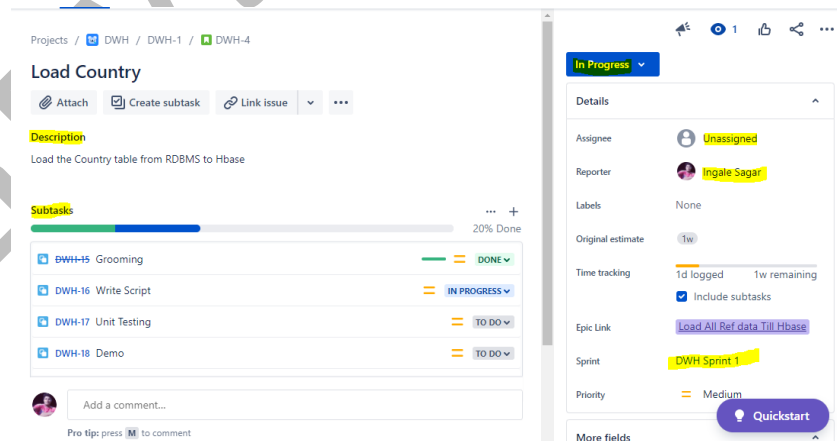 Projects / DWH / DWH-1 / DWH-4
1
Load Country
Attach Create subtask Link issue
Description
Load the Country table from RDBMS to Hbase
Subtasks
20% Done
DWH-15 Grooming DONE
DWH-16 Write Script IN PROGRESS
DWH-17 Unit Testing TO DO
DWH-18 Demo TO DO
Add a comment...
Pro tip: press M to comment
In Progress
Details
Assignee Unassigned
Reporter Ingale Sagar
Labels None
Original estimate 1w
Time tracking 1d logged 1w remaining
Include subtasks
Epic Link Load All Ref data Till Hbase
Sprint DWH Sprint 1
Priority Medium
Quickstart
More fields